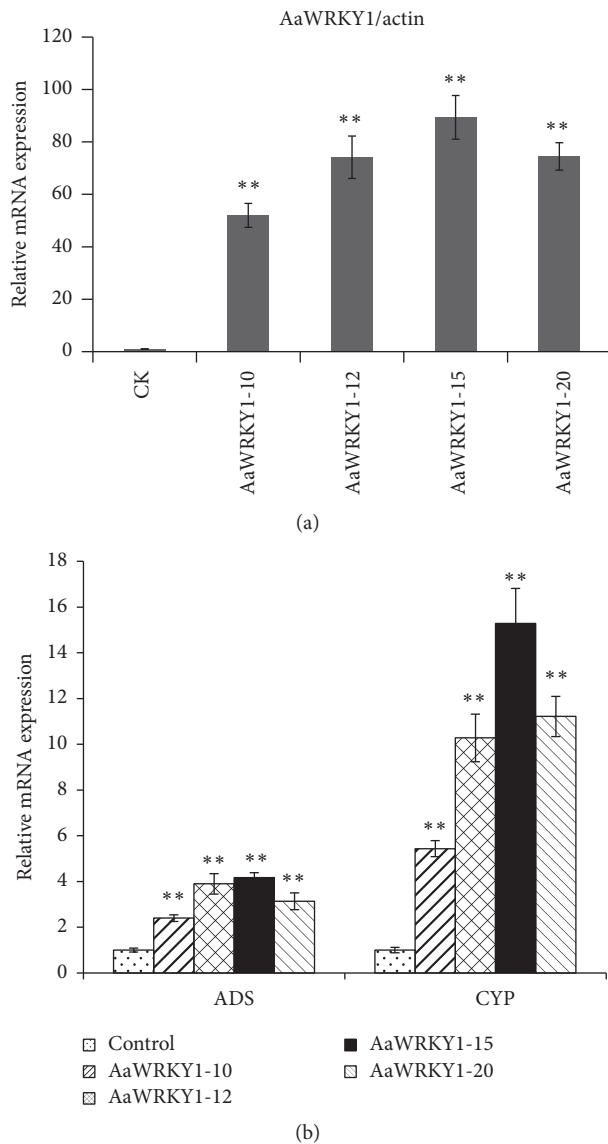 AaWRKY1/actin
Relative mRNA expression
120
100
80
60
40
20
0
**
**
**
**
CK
AaWRKY1-10
AaWRKY1-12
AaWRKY1-15
AaWRKY1-20
(a)
Relative mRNA expression
18
16
14
12
10
8
6
4
2
0
**
**
**
**
**
**
**
**
ADS
CYP
Control
AaWRKY1-10
AaWRKY1-12
AaWRKY1-15
AaWRKY1-20
(b)